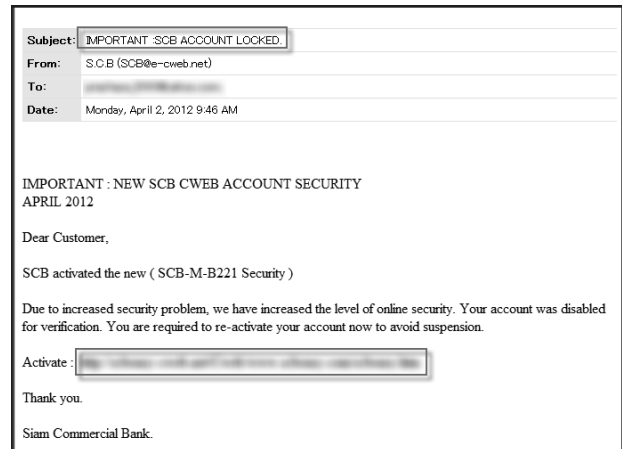 Subject: IMPORTANT :SCB ACCOUNT LOCKED.
From: S.C.B (SCB@e-cweb.net)
To:
Date: Monday, April 2, 2012 9:46 AM
IMPORTANT : NEW SCB CWEB ACCOUNT SECURITY
APRIL 2012
Dear Customer,
SCB activated the new ( SCB-M-B221 Security )
Due to increased security problem, we have increased the level of online security. Your account was disabled
for verification. You are required to re-activate your account now to avoid suspension.
Activate :
Thank you.
Siam Commercial Bank.